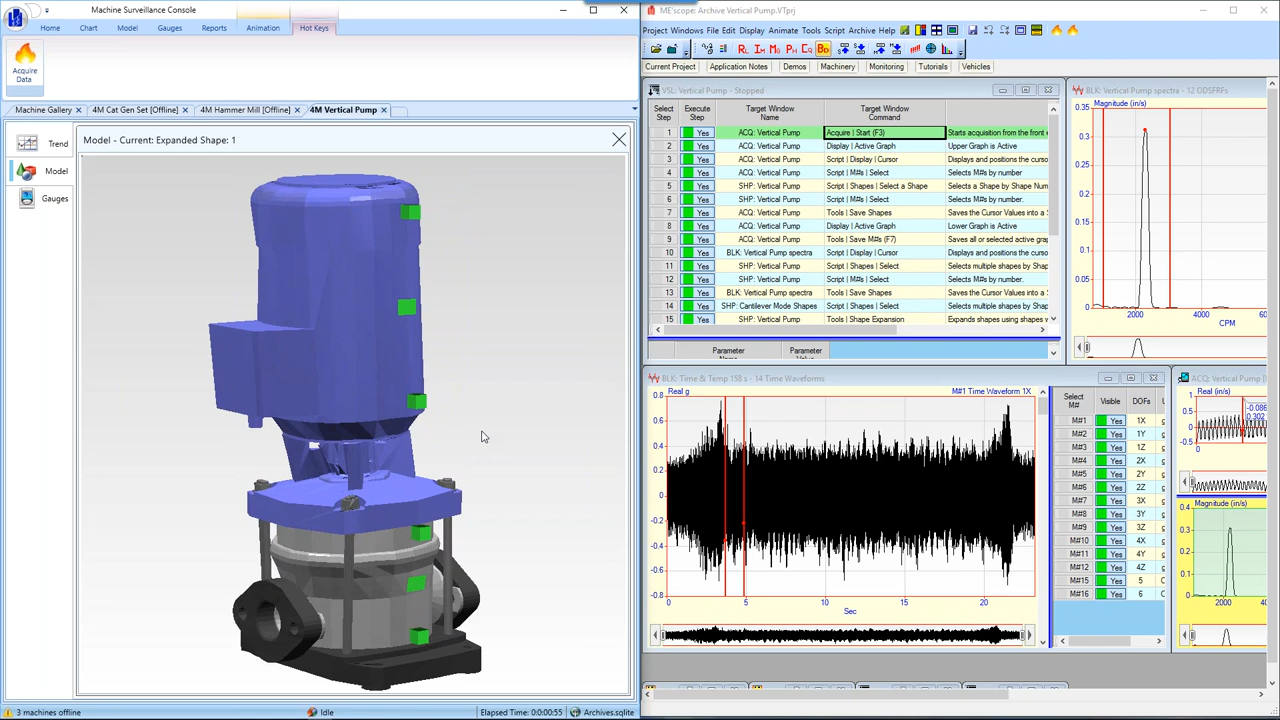 Machine Surveillance Console
Home Chart Model Gauges Reports Animation Hot Keys
Acquire
Data
Machine Gallery 4M Cat Gen Set [Offline] 4M Hammer Mill [Offline] 4M Vertical Pump
Trend
Model
Gauges
Model - Current: Expanded Shape: 1
3 machines offline Idle Elapsed Time: 0:00:55 Archives.sqlite
ME'scope: Archive Vertical Pump.VTprj
Project Windows File Edit Display Animate Tools Script Archive Help
Current Project Application Notes Demos Machinery Monitoring Tutorials Vehicles
VSL: Vertical Pump - Stopped
Select Step Execute Step Target Window Name Target Window Command
1 Yes ACQ: Vertical Pump Acquire | Start (F3) Starts acquisition from the front
2 Yes ACQ: Vertical Pump Display | Active Graph Upper Graph is Active
3 Yes ACQ: Vertical Pump Script | Display | Cursor Displays and positions the curso
4 Yes ACQ: Vertical Pump Script | M#s | Select Selects M#s by number
5 Yes SHP: Vertical Pump Script | Shapes | Select a Shape Selects a Shape by Shape Num
6 Yes SHP: Vertical Pump Script | M#s | Select Selects M#s by number.
7 Yes ACQ: Vertical Pump Tools | Save Shapes Saves the Cursor Values into a
8 Yes ACQ: Vertical Pump Display | Active Graph Lower Graph is Active
9 Yes ACQ: Vertical Pump Tools | Save M#s (F7) Saves all or selected active grap
10 Yes BLK: Vertical Pump spectra Script | Display | Cursor Displays and positions the curso
11 Yes SHP: Vertical Pump Script | Shapes | Select Selects multiple shapes by Shap
12 Yes SHP: Vertical Pump Script | M#s | Select Selects M#s by number.
13 Yes BLK: Vertical Pump spectra Tools | Save Shapes Saves the Cursor Values into a
14 Yes SHP: Cantilever Mode Shapes Script | Shapes | Select Selects multiple shapes by Shap
15 Yes SHP: Vertical Pump Tools | Shape Expansion Expands shapes using shapes v
Parameter Parameter
Value
BLK: Vertical Pump spectra - 12 ODSFRFs
Magnitude (in/s)
0.35
0.3
0.25
0.2
0.15
0.1
0.05
0
2000 4000
CPM
BLK: Time & Temp 158 s - 14 Time Waveforms
Real g M#1 Time Waveform 1X
0.8
0.6
0.4
0.2
0
-0.2
-0.4
-0.6
-0.8
0 5 10 15 20
Sec
Select M# Visible DOFs
M#1 Yes 1X
M#2 Yes 1Y
M#3 Yes 1Z
M#4 Yes 2X
M#5 Yes 2Y
M#6 Yes 2Z
M#7 Yes 3X
M#8 Yes 3Y
M#9 Yes 3Z
M#10 Yes 4X
M#11 Yes 4Y
M#12 Yes 4Z
M#15 Yes 5
M#16 Yes 6
ACQ: Vertical Pump
Real (in/s)
1
0.5
0
-0.5
-0.086
0.302
0
Magnitude (in/s)
0.4
0.3
0.2
0.1
0
2000 4000